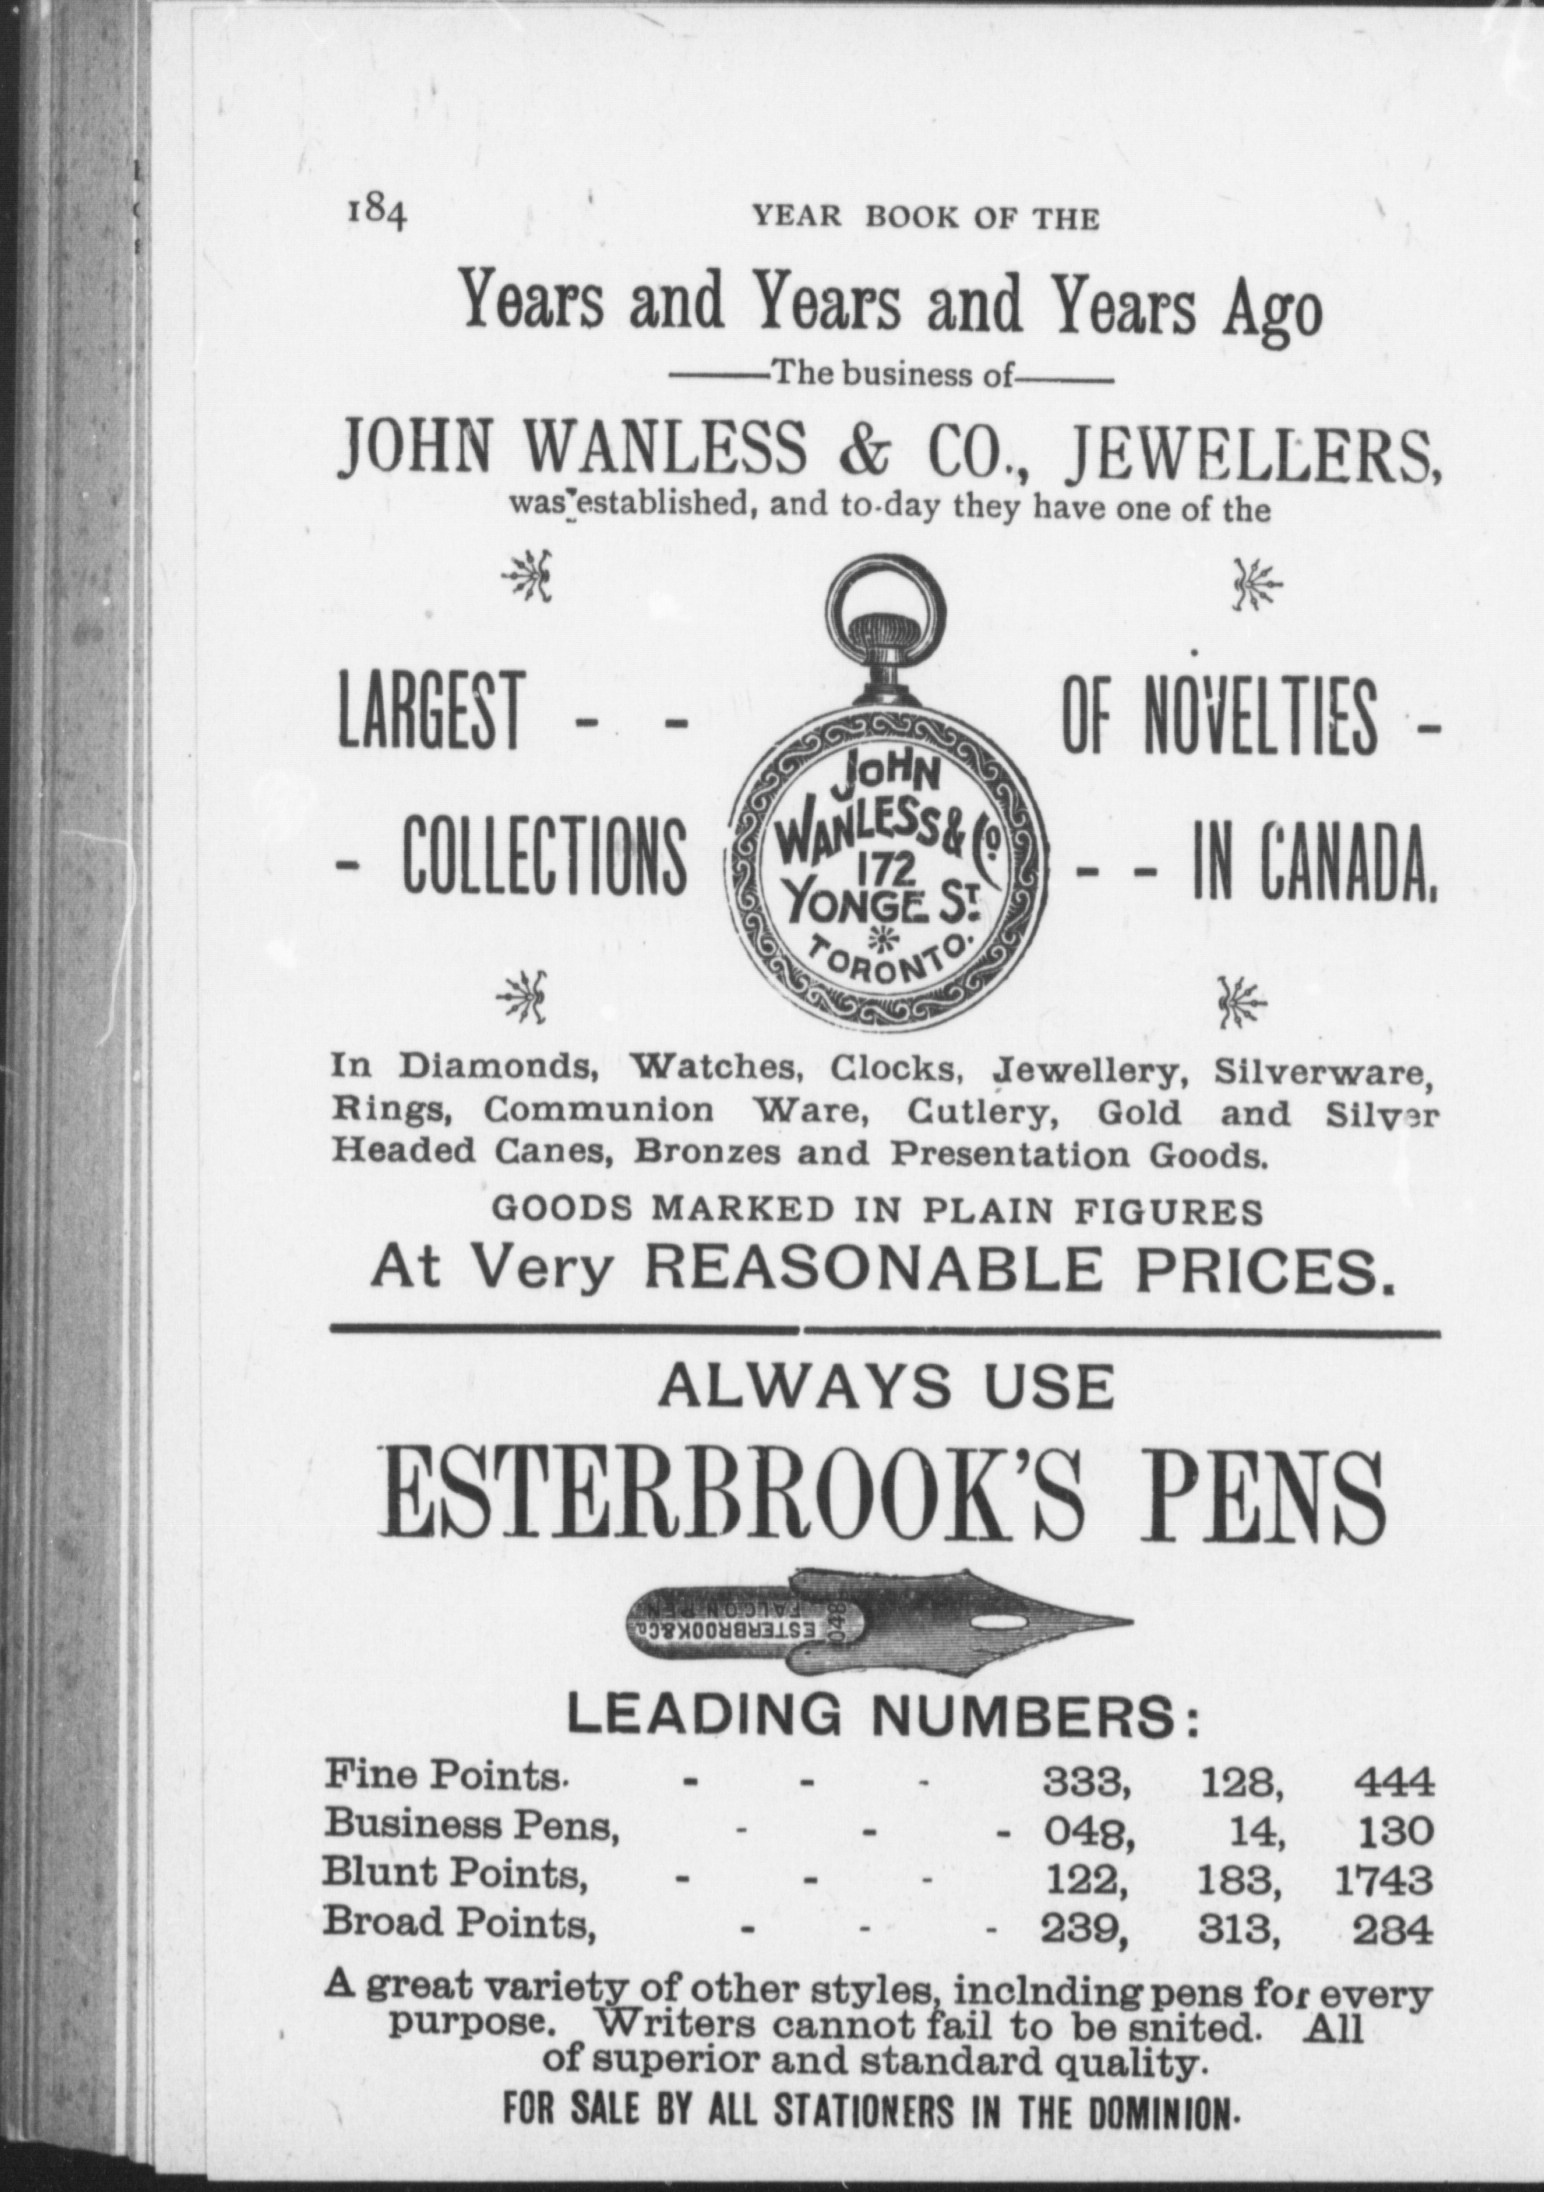 184 YEAR BOOK OF THE
Years and Years and Years Ago
The business of
JOHN WANLESS & CO., JEWELLERS,
was established, and to-day they have one of the
LARGEST - - OF NOVELTIES -
- COLLECTIONS - - IN CANADA.
JOHN
WANLESS & CO.
172
YONGE ST.
TORONTO.
In Diamonds, Watches, Clocks, Jewellery, Silverware,
Rings, Communion Ware, Cutlery, Gold and Silver
Headed Canes, Bronzes and Presentation Goods.
GOODS MARKED IN PLAIN FIGURES
At Very REASONABLE PRICES.
ALWAYS USE
ESTERBROOK'S PENS
048
ESTERBROOK & CO
FALCON PEN
LEADING NUMBERS:
Fine Points. - - - 333, 128, 444
Business Pens, - - - 048, 14, 130
Blunt Points, - - - 122, 183, 1743
Broad Points, - - - 239, 313, 284
A great variety of other styles, inclnding pens for every
purpose. Writers cannot fail to be snited. All
of superior and standard quality.
FOR SALE BY ALL STATIONERS IN THE DOMINION.